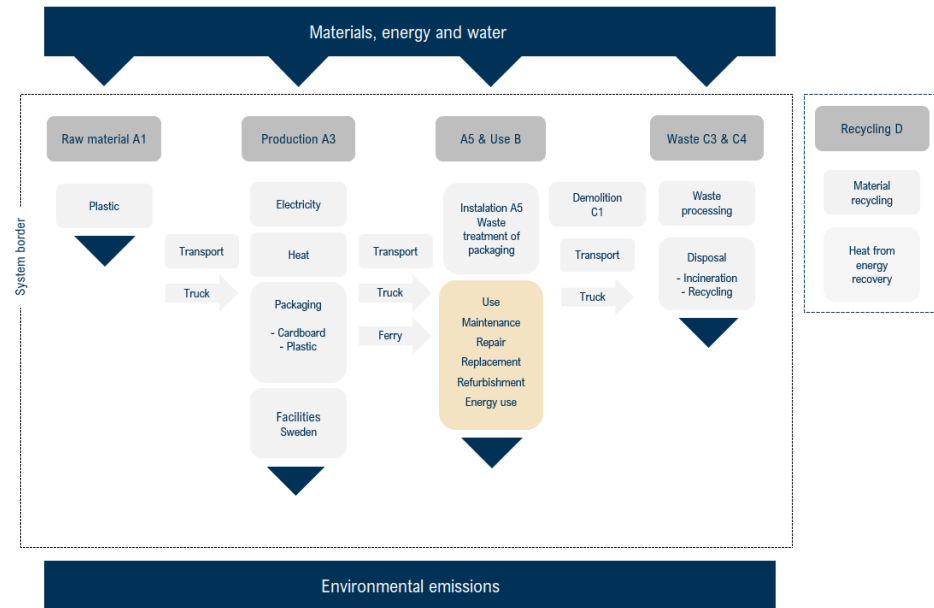 Materials, energy and water
System border
Raw material A1
Plastic
Transport
Truck
Production A3
Electricity
Heat
Packaging
- Cardboard
- Plastic
Facilities
Sweden
Transport
Truck
Ferry
A5 & Use B
Instalation A5
Waste
treatment of
packaging
Use
Maintenance
Repair
Replacement
Refurbishment
Energy use
Demolition
C1
Transport
Truck
Waste C3 & C4
Waste
processing
Disposal
- Incineration
- Recycling
Recycling D
Material
recycling
Heat from
energy
recovery
Environmental emissions